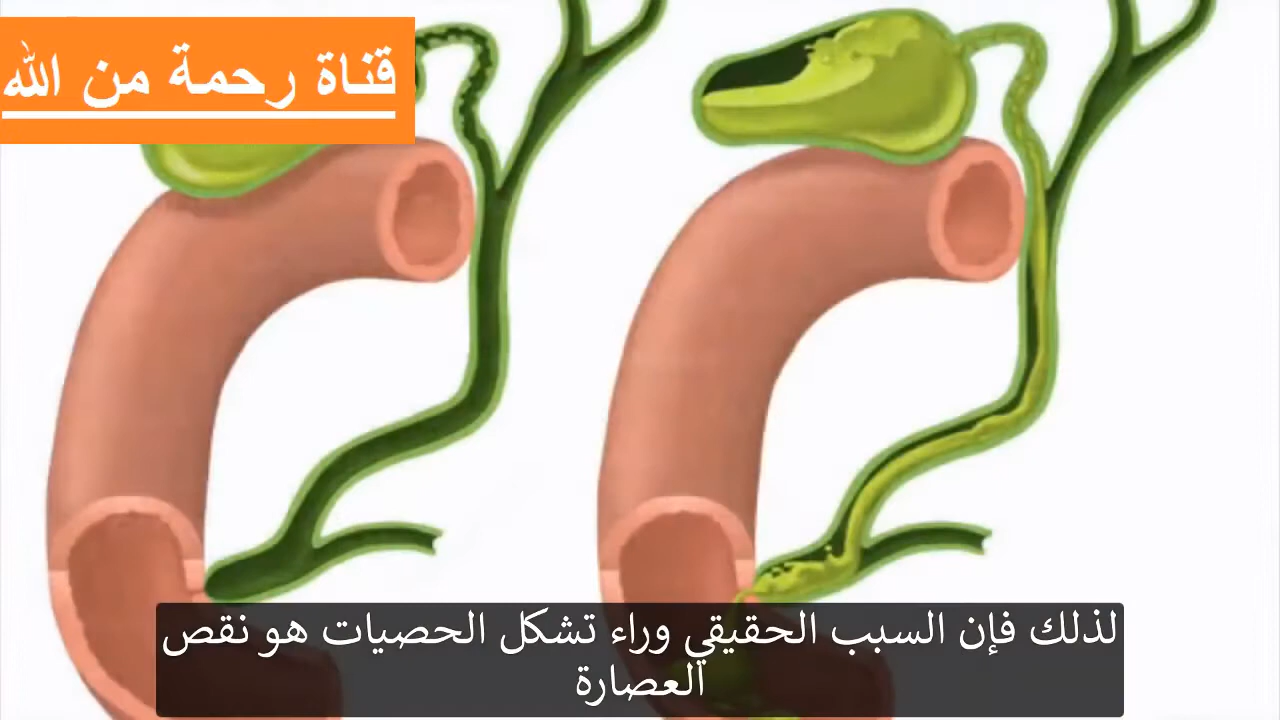 قناة رحمة من الله
لذلك فإن السبب الحقيقي وراء تشكل الحصيات هو نقص
العصارة